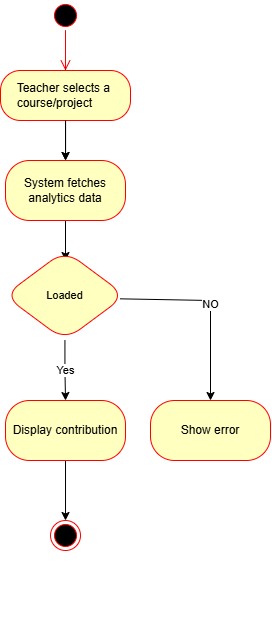 Teacher selects a
course/project
System fetches
analytics data
Loaded
NO
Yes
Display contribution
Show error